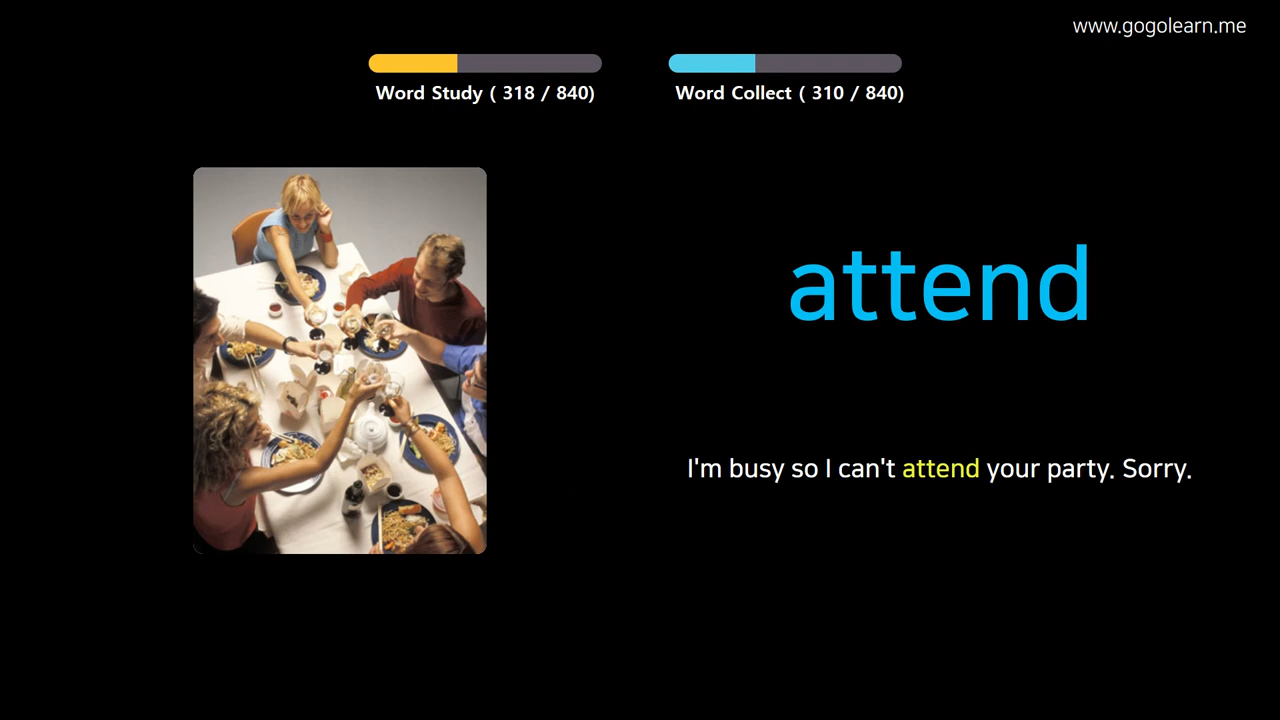 www.gogolearn.me
Word Study ( 318 / 840)
Word Collect ( 310 / 840)
attend
I'm busy so I can't attend your party. Sorry.